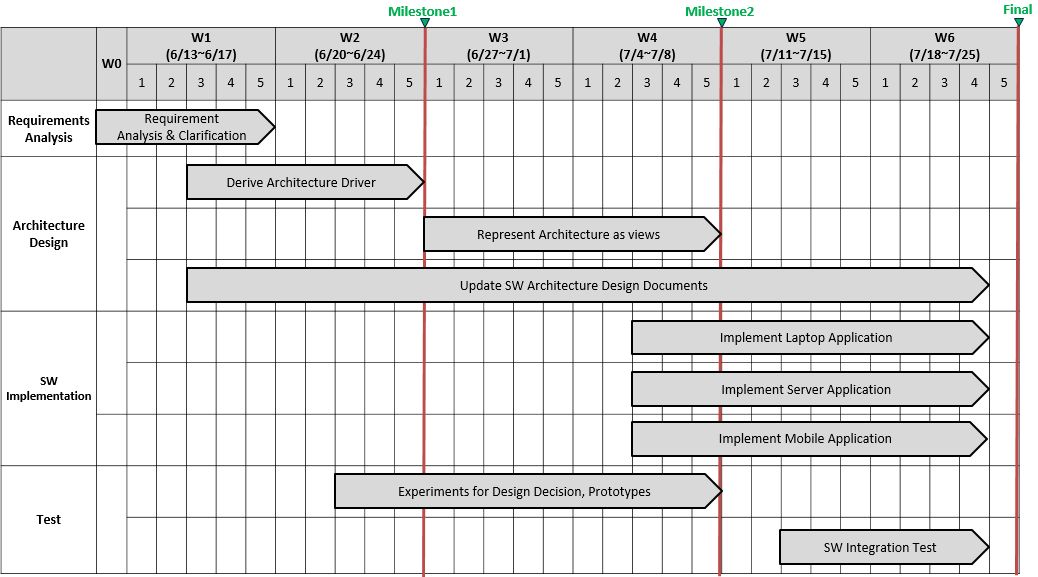 Milestone1
Milestone2
Final
W0
W1
(6/13~6/17)
W2
(6/20~6/24)
W3
(6/27~7/1)
W4
(7/4~7/8)
W5
(7/11~7/15)
W6
(7/18~7/25)
1 2 3 4 5 1 2 3 4 5 1 2 3 4 5 1 2 3 4 5 1 2 3 4 5 1 2 3 4 5
Requirements
Analysis
Requirement
Analysis & Clarification
Architecture
Design
Derive Architecture Driver
Represent Architecture as views
Update SW Architecture Design Documents
SW
Implementation
Implement Laptop Application
Implement Server Application
Implement Mobile Application
Test
Experiments for Design Decision, Prototypes
SW Integration Test